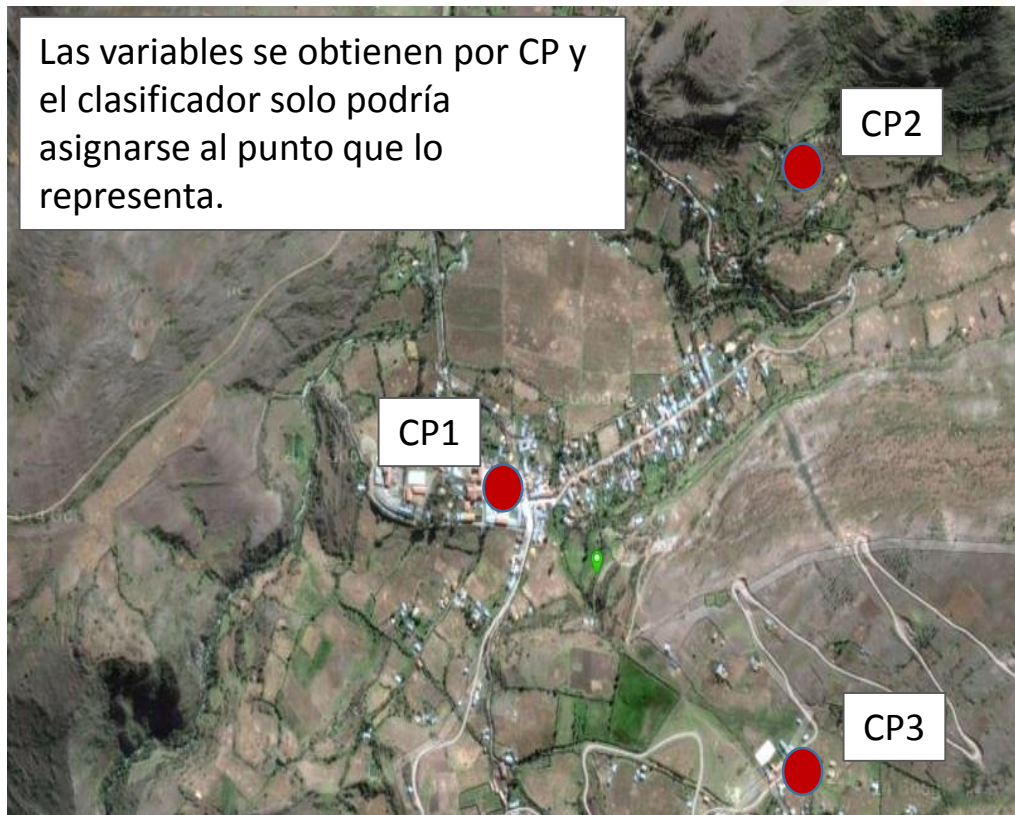 Las variables se obtienen por CP y
el clasificador solo podría
asignarse al punto que lo
representa.
CP2
CP1
CP3